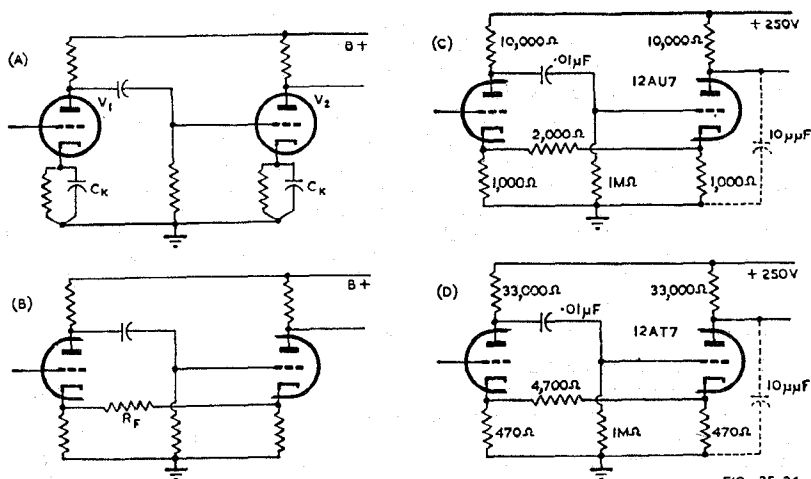 (A)
B+
V₁
V₂
Cₖ
Cₖ
(B)
B+
R_F
(C)
+ 250V
10,000Ω
10,000Ω
.01μF
12AU7
2,000Ω
10μμF
1,000Ω
1MΩ
1,000Ω
(D)
+ 250V
33,000Ω
33,000Ω
.01μF
12AT7
4,700Ω
10μμF
470Ω
1MΩ
470Ω